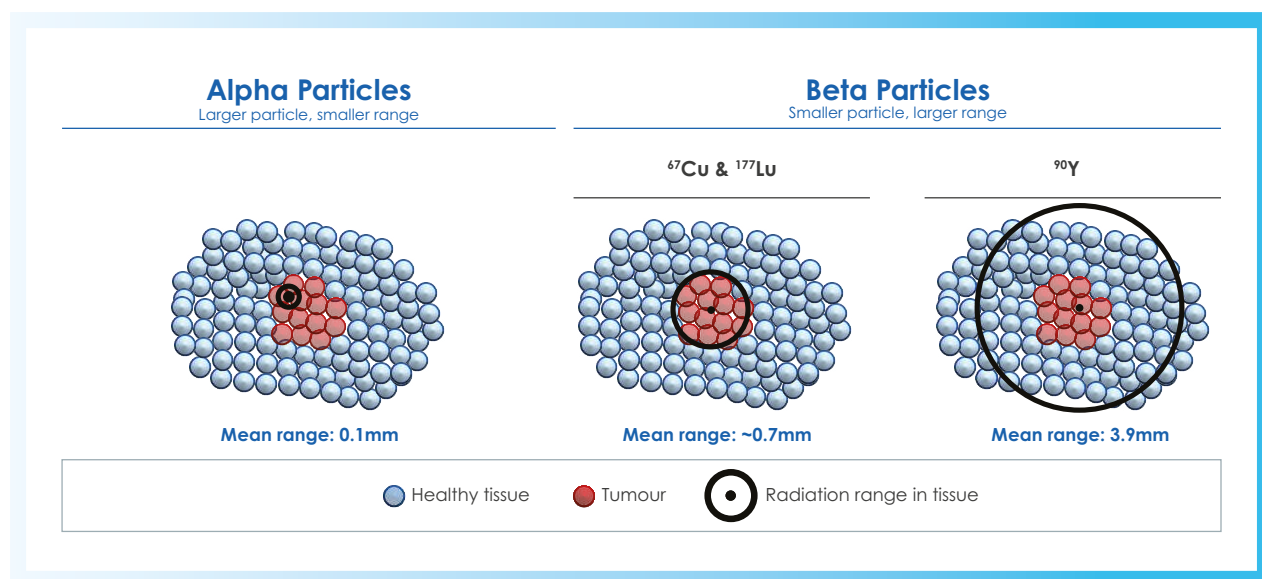 Alpha Particles
Larger particle, smaller range
Beta Particles
Smaller particle, larger range
⁶⁷Cu & ¹⁷⁷Lu
⁹⁰Y
Mean range: 0.1mm
Mean range: ~0.7mm
Mean range: 3.9mm
Healthy tissue
Tumour
Radiation range in tissue